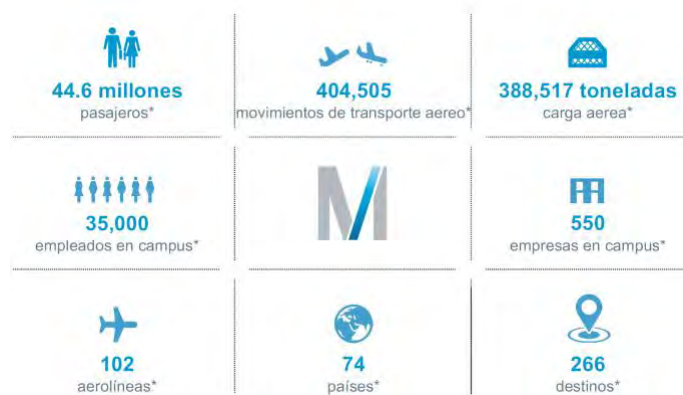 44.6 millones
pasajeros*
404,505
movimientos de transporte aereo*
388,517 toneladas
carga aerea*
35,000
empleados en campus*
M
550
empresas en campus*
102
aerolíneas*
74
países*
266
destinos*